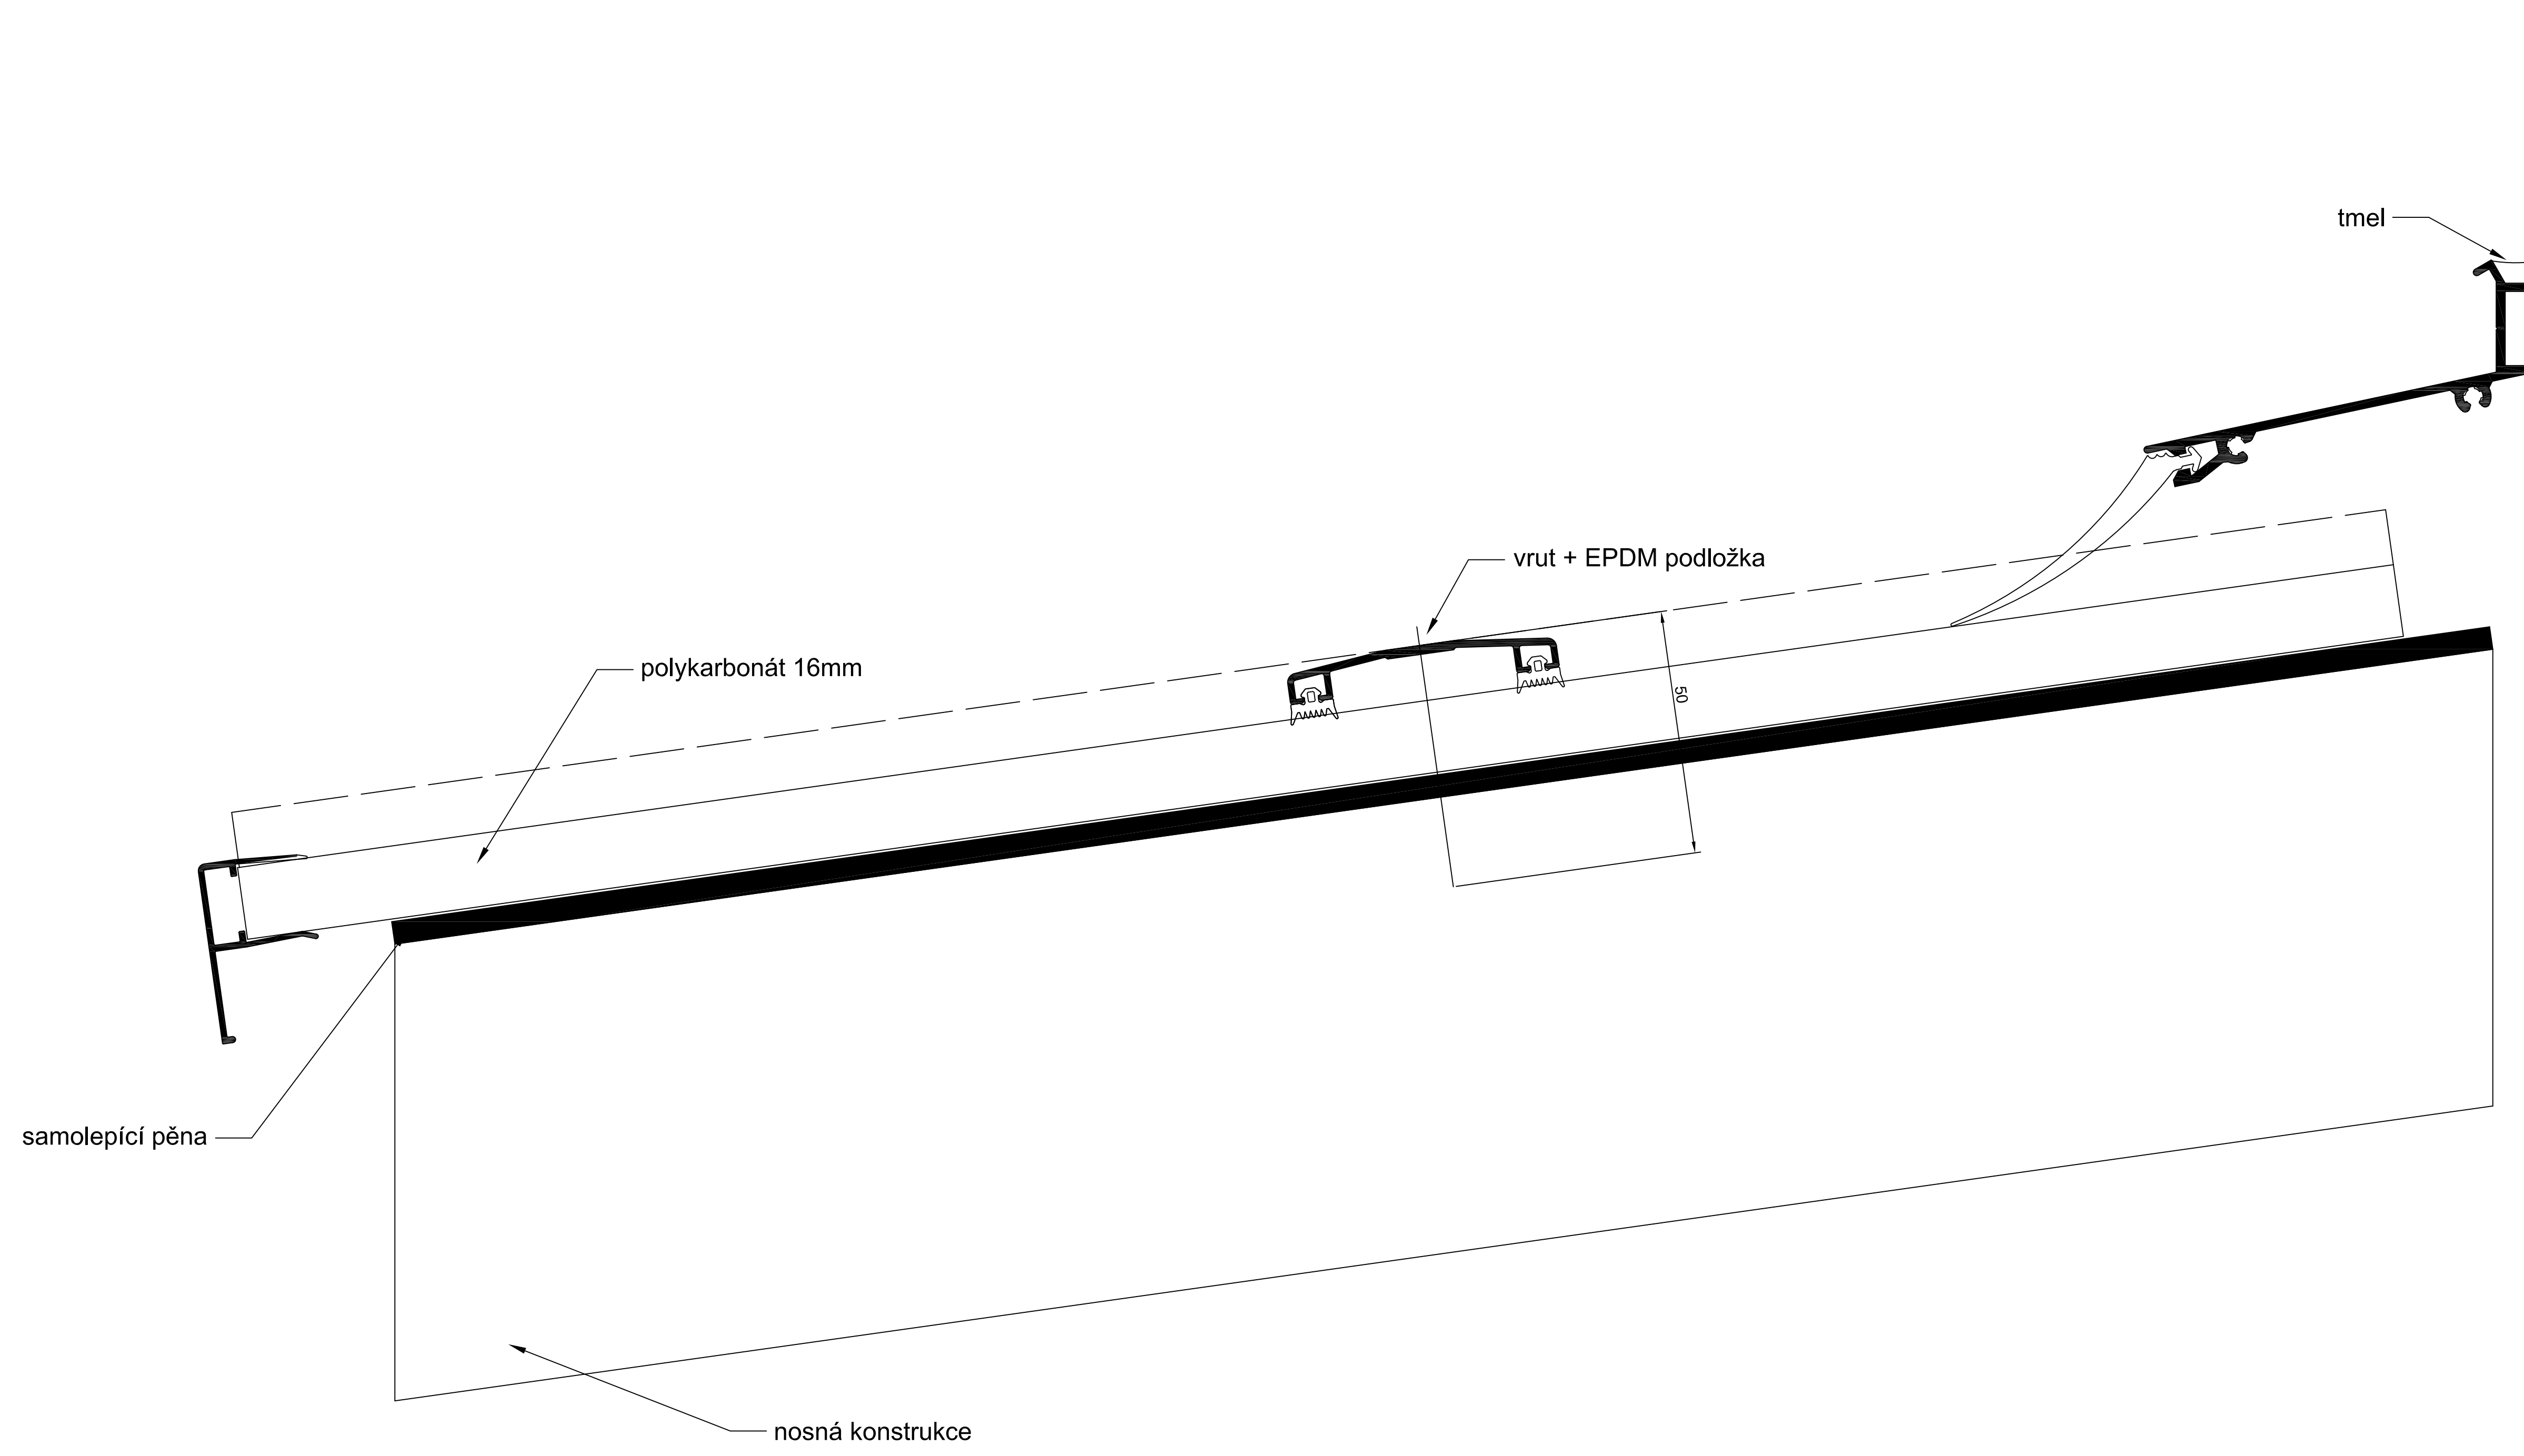 tmel
vrut + EPDM podložka
polykarbonát 16mm
50
samolepící pěna
nosná konstrukce